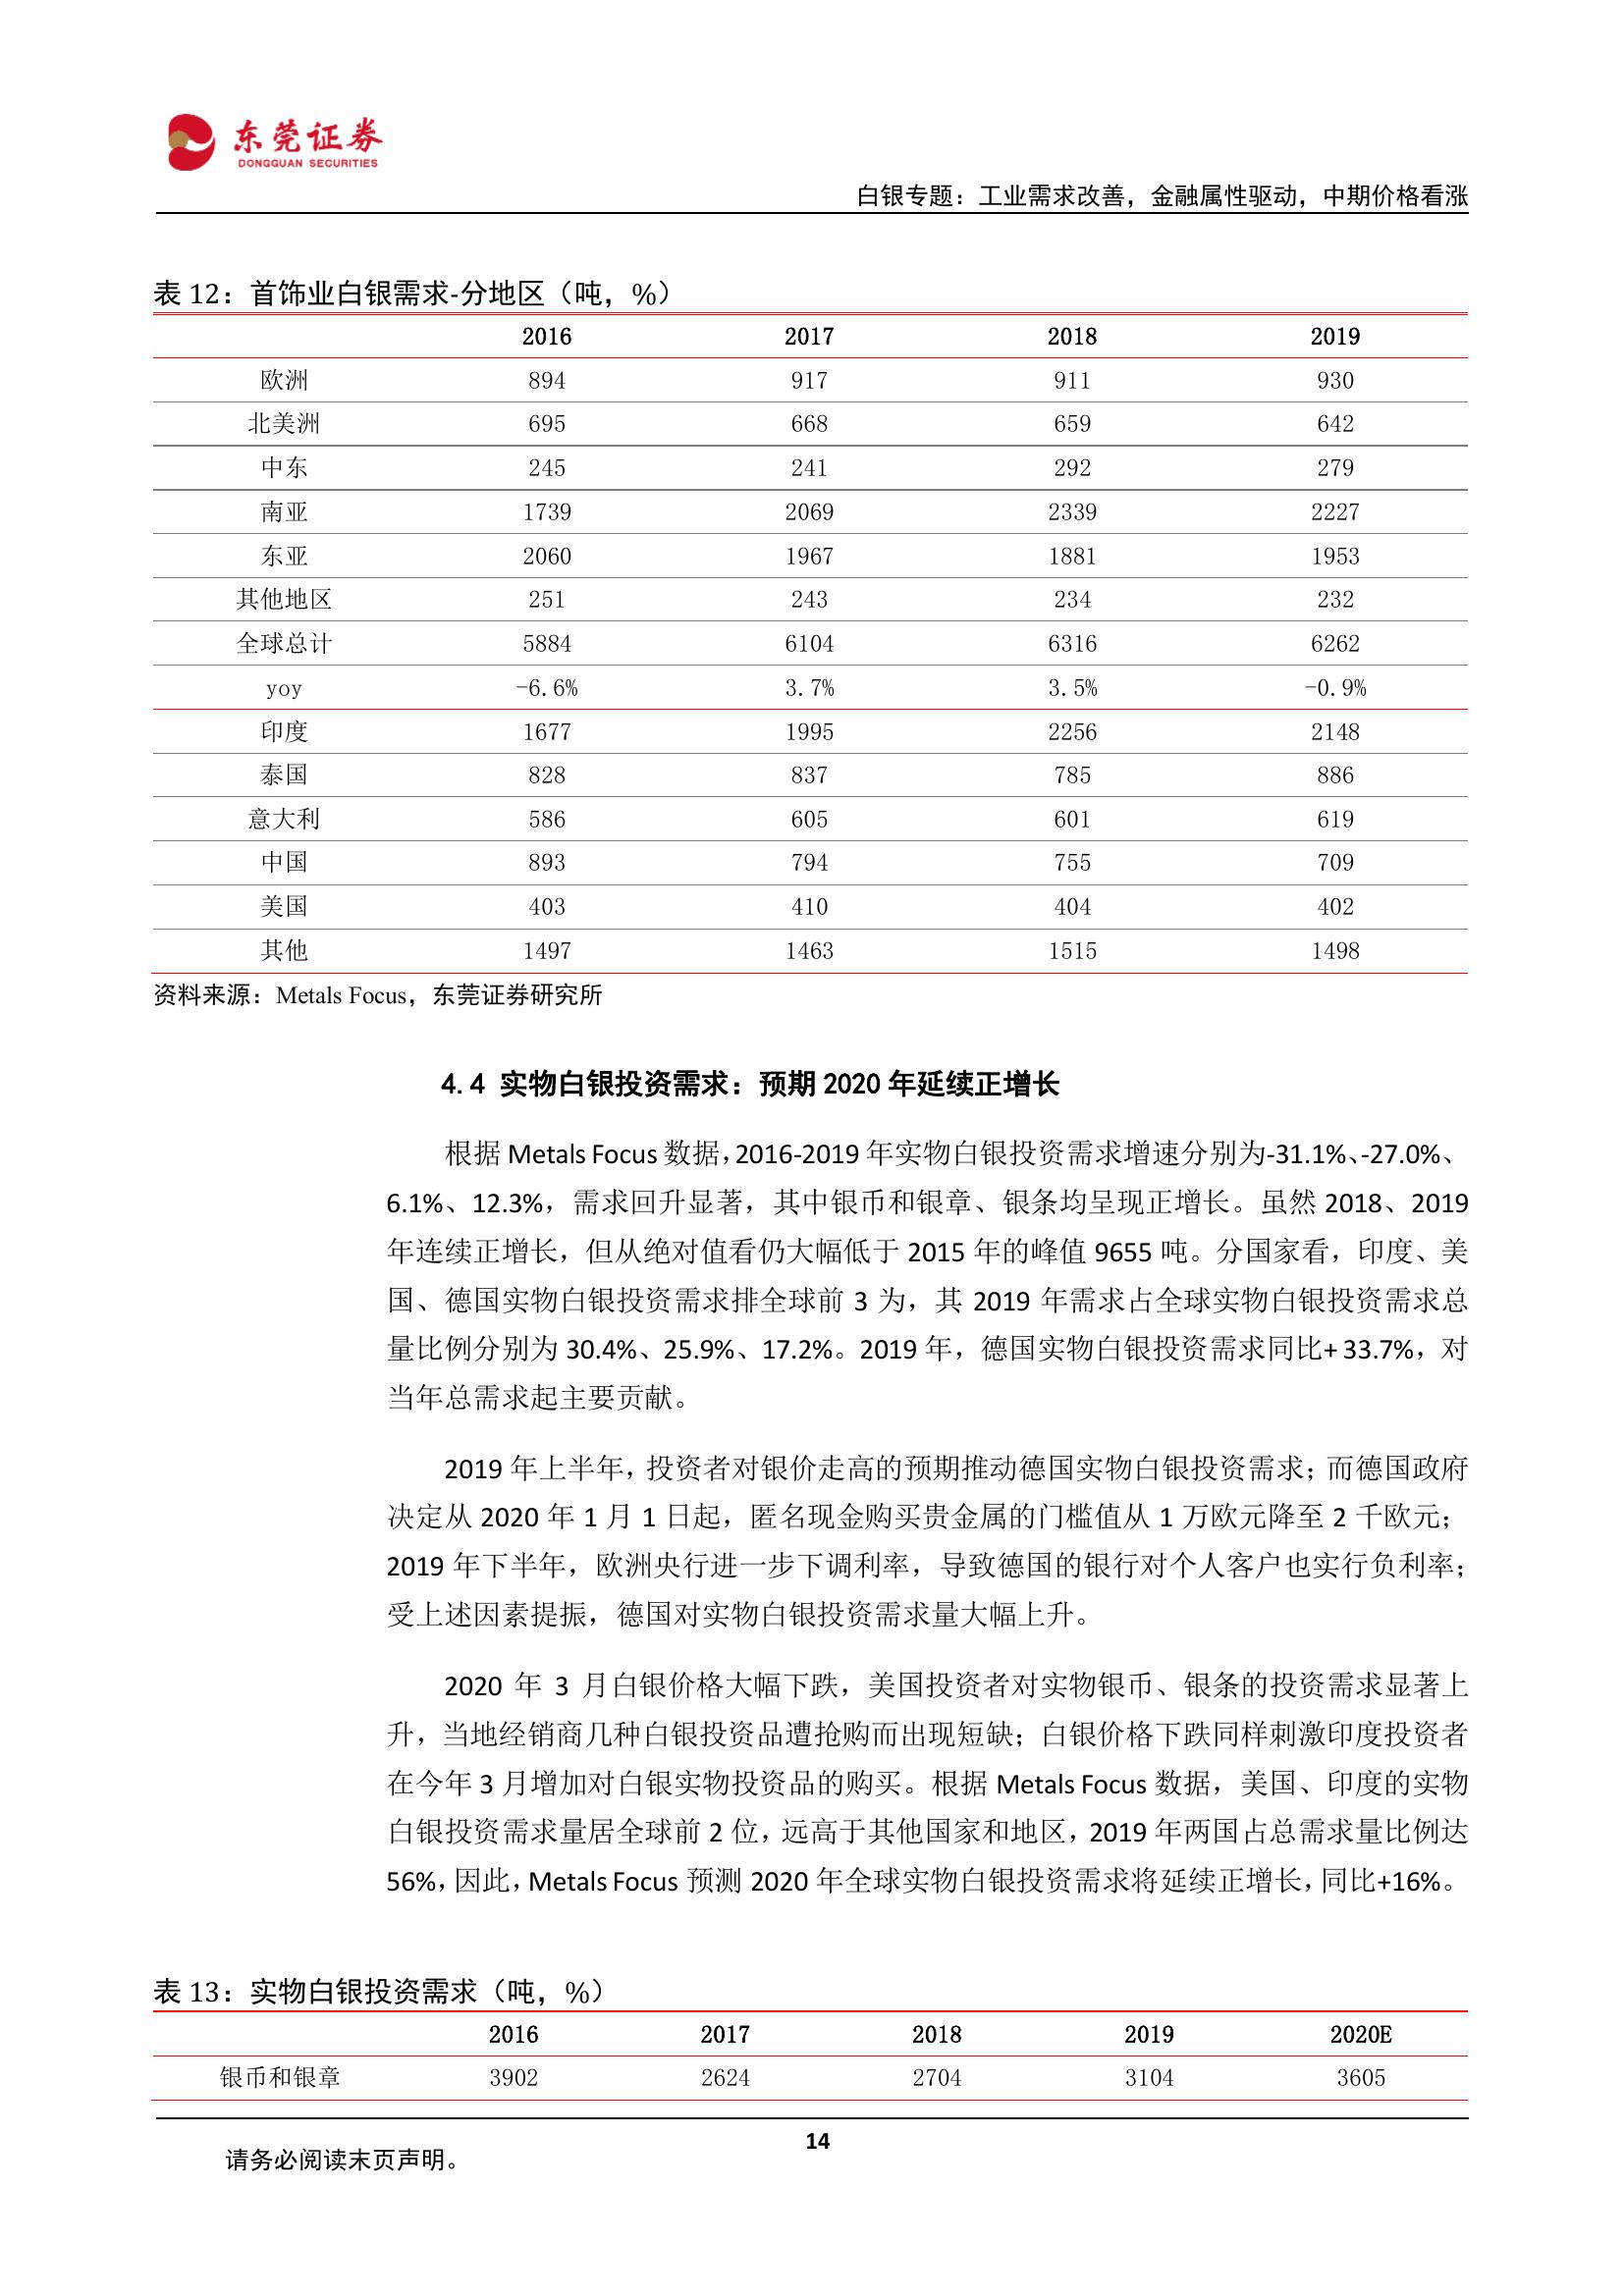 东莞证券
DONGGUAN SECURITIES
白银专题：工业需求改善，金融属性驱动，中期价格看涨
表 12：首饰业白银需求-分地区（吨，%）
2016 2017 2018 2019
欧洲 894 917 911 930
北美洲 695 668 659 642
中东 245 241 292 279
南亚 1739 2069 2339 2227
东亚 2060 1967 1881 1953
其他地区 251 243 234 232
全球总计 5884 6104 6316 6262
yoy -6.6% 3.7% 3.5% -0.9%
印度 1677 1995 2256 2148
泰国 828 837 785 886
意大利 586 605 601 619
中国 893 794 755 709
美国 403 410 404 402
其他 1497 1463 1515 1498
资料来源：Metals Focus，东莞证券研究所
4.4 实物白银投资需求：预期 2020 年延续正增长
根据 Metals Focus 数据，2016-2019 年实物白银投资需求增速分别为-31.1%、-27.0%、
6.1%、12.3%，需求回升显著，其中银币和银章、银条均呈现正增长。虽然 2018、2019
年连续正增长，但从绝对值看仍大幅低于 2015 年的峰值 9655 吨。分国家看，印度、美
国、德国实物白银投资需求排全球前 3 为，其 2019 年需求占全球实物白银投资需求总
量比例分别为 30.4%、25.9%、17.2%。2019 年，德国实物白银投资需求同比+ 33.7%，对
当年总需求起主要贡献。
2019 年上半年，投资者对银价走高的预期推动德国实物白银投资需求；而德国政府
决定从 2020 年 1 月 1 日起，匿名现金购买贵金属的门槛值从 1 万欧元降至 2 千欧元；
2019 年下半年，欧洲央行进一步下调利率，导致德国的银行对个人客户也实行负利率；
受上述因素提振，德国对实物白银投资需求量大幅上升。
2020 年 3 月白银价格大幅下跌，美国投资者对实物银币、银条的投资需求显著上
升，当地经销商几种白银投资品遭抢购而出现短缺；白银价格下跌同样刺激印度投资者
在今年 3 月增加对白银实物投资品的购买。根据 Metals Focus 数据，美国、印度的实物
白银投资需求量居全球前 2 位，远高于其他国家和地区，2019 年两国占总需求量比例达
56%，因此，Metals Focus 预测 2020 年全球实物白银投资需求将延续正增长，同比+16%。
表 13：实物白银投资需求（吨，%）
2016 2017 2018 2019 2020E
银币和银章 3902 2624 2704 3104 3605
14
请务必阅读末页声明。